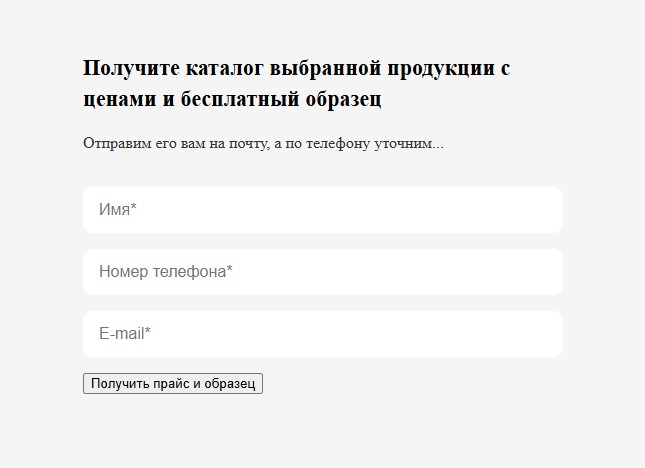 Получите каталог выбранной продукции с
ценами и бесплатный образец
Отправим его вам на почту, а по телефону уточним...
Имя*
Номер телефона*
E-mail*
Получить прайс и образец